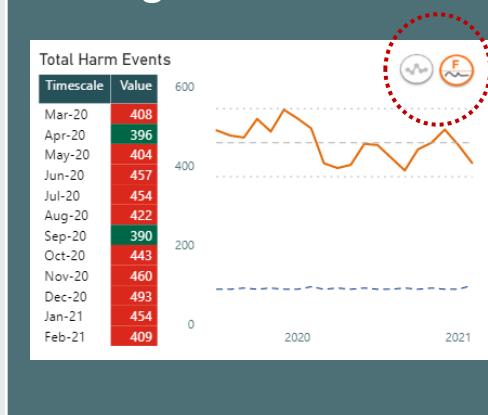 Total Harm Events
Timescale Value
Mar-20 408
Apr-20 396
May-20 404
Jun-20 457
Jul-20 454
Aug-20 422
Sep-20 390
Oct-20 443
Nov-20 460
Dec-20 493
Jan-21 454
Feb-21 409
600
400
200
0
2020 2021
F